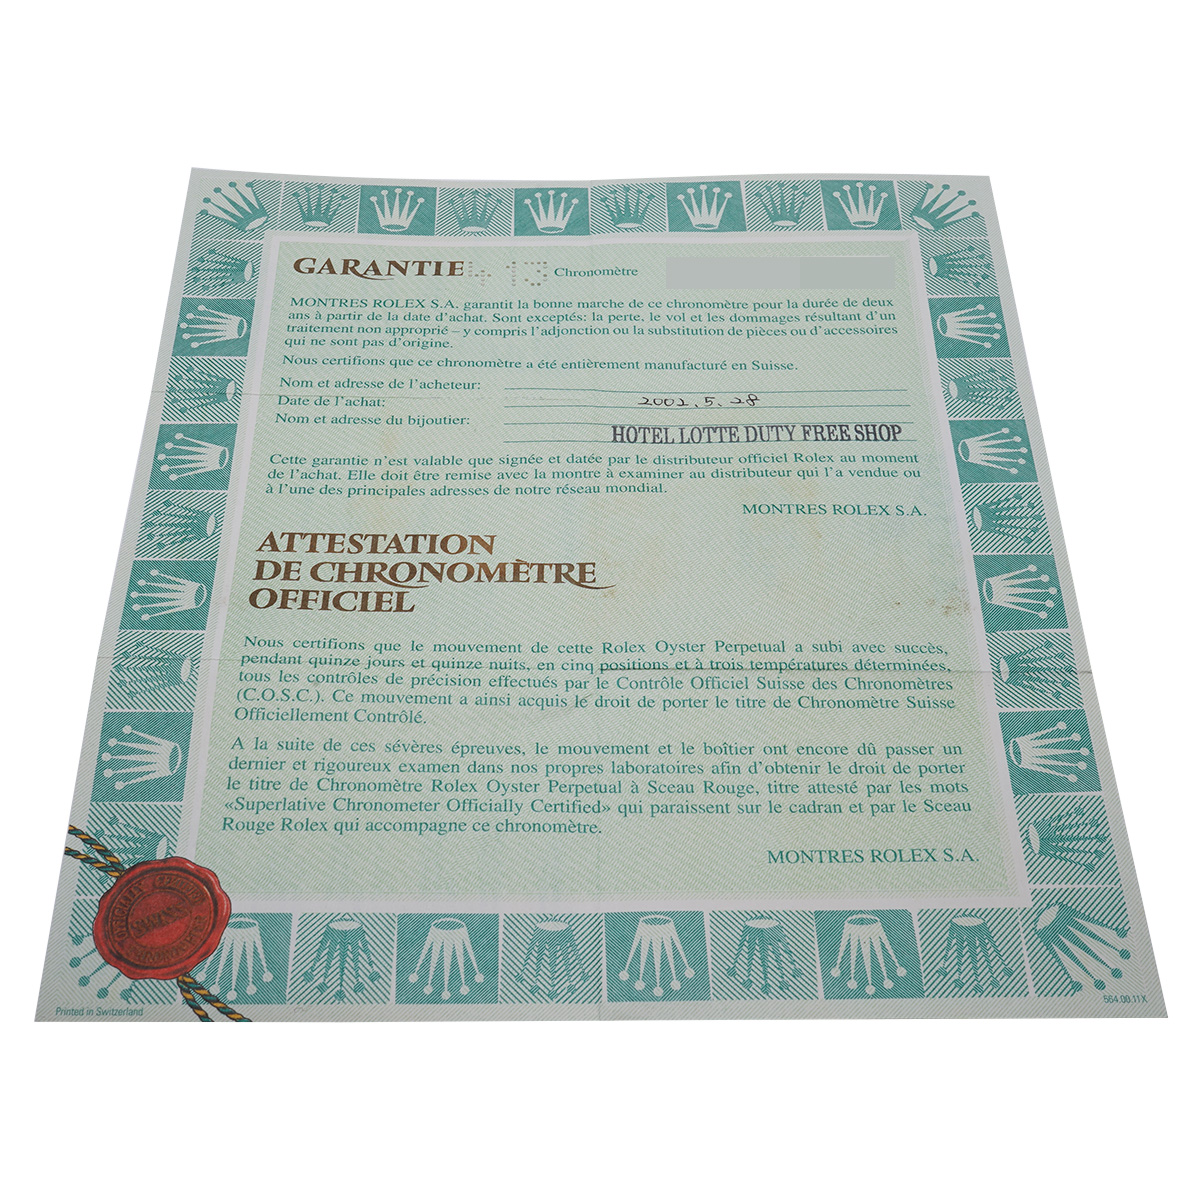 GARANTIE 413 Chronomètre
MONTRES ROLEX S.A. garantit la bonne marche de ce chronomètre pour la durée de deux
ans à partir de la date d'achat. Sont exceptés: la perte, le vol et les dommages résultant d'un
traitement non approprié – y compris l'adjonction ou la substitution de pièces ou d'accessoires
qui ne sont pas d'origine.
Nous certifions que ce chronomètre a été entièrement manufacturé en Suisse.
Nom et adresse de l'acheteur:
Date de l'achat: 2002.5.28
Nom et adresse du bijoutier:
HOTEL LOTTE DUTY FREE SHOP
Cette garantie n'est valable que signée et datée par le distributeur officiel Rolex au moment
de l'achat. Elle doit être remise avec la montre à examiner au distributeur qui l'a vendue ou
à l'une des principales adresses de notre réseau mondial.
MONTRES ROLEX S.A.
ATTESTATION
DE CHRONOMÈTRE
OFFICIEL
Nous certifions que le mouvement de cette Rolex Oyster Perpetual a subi avec succès,
pendant quinze jours et quinze nuits, en cinq positions et à trois températures déterminées,
tous les contrôles de précision effectués par le Contrôle Officiel Suisse des Chronomètres
(C.O.S.C.). Ce mouvement a ainsi acquis le droit de porter le titre de Chronomètre Suisse
Officiellement Contrôlé.
A la suite de ces sévères épreuves, le mouvement et le boîtier ont encore dû passer un
dernier et rigoureux examen dans nos propres laboratoires afin d'obtenir le droit de porter
le titre de Chronomètre Rolex Oyster Perpetual à Sceau Rouge, titre attesté par les mots
«Superlative Chronometer Officially Certified» qui paraissent sur le cadran et par le Sceau
Rouge Rolex qui accompagne ce chronomètre.
MONTRES ROLEX S.A.
Printed in Switzerland
564.00.11X